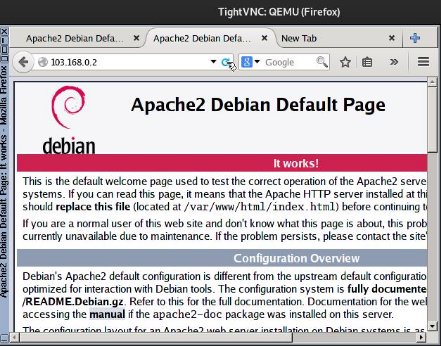 TightVNC: QEMU (Firefox)
Apache2 Debian Defa...
Apache2 Debian Defa...
New Tab
103.168.0.2
Google
Apache2 Debian Default Page: It works - Mozilla Firefox
debian
Apache2 Debian Default Page
It works!
This is the default welcome page used to test the correct operation of the Apache2 serve
systems. If you can read this page, it means that the Apache HTTP server installed at thi
should replace this file (located at /var/www/html/index.html) before continuing t
If you are a normal user of this web site and don't know what this page is about, this prob
currently unavailable due to maintenance. If the problem persists, please contact the site'
Configuration Overview
Debian's Apache2 default configuration is different from the upstream default configuratio
optimized for interaction with Debian tools. The configuration system is fully documente
/README.Debian.gz. Refer to this for the full documentation. Documentation for the wel
accessing the manual if the apache2-doc package was installed on this server.
The configuration layout for an Apache2 web server installation on Debian systems is as